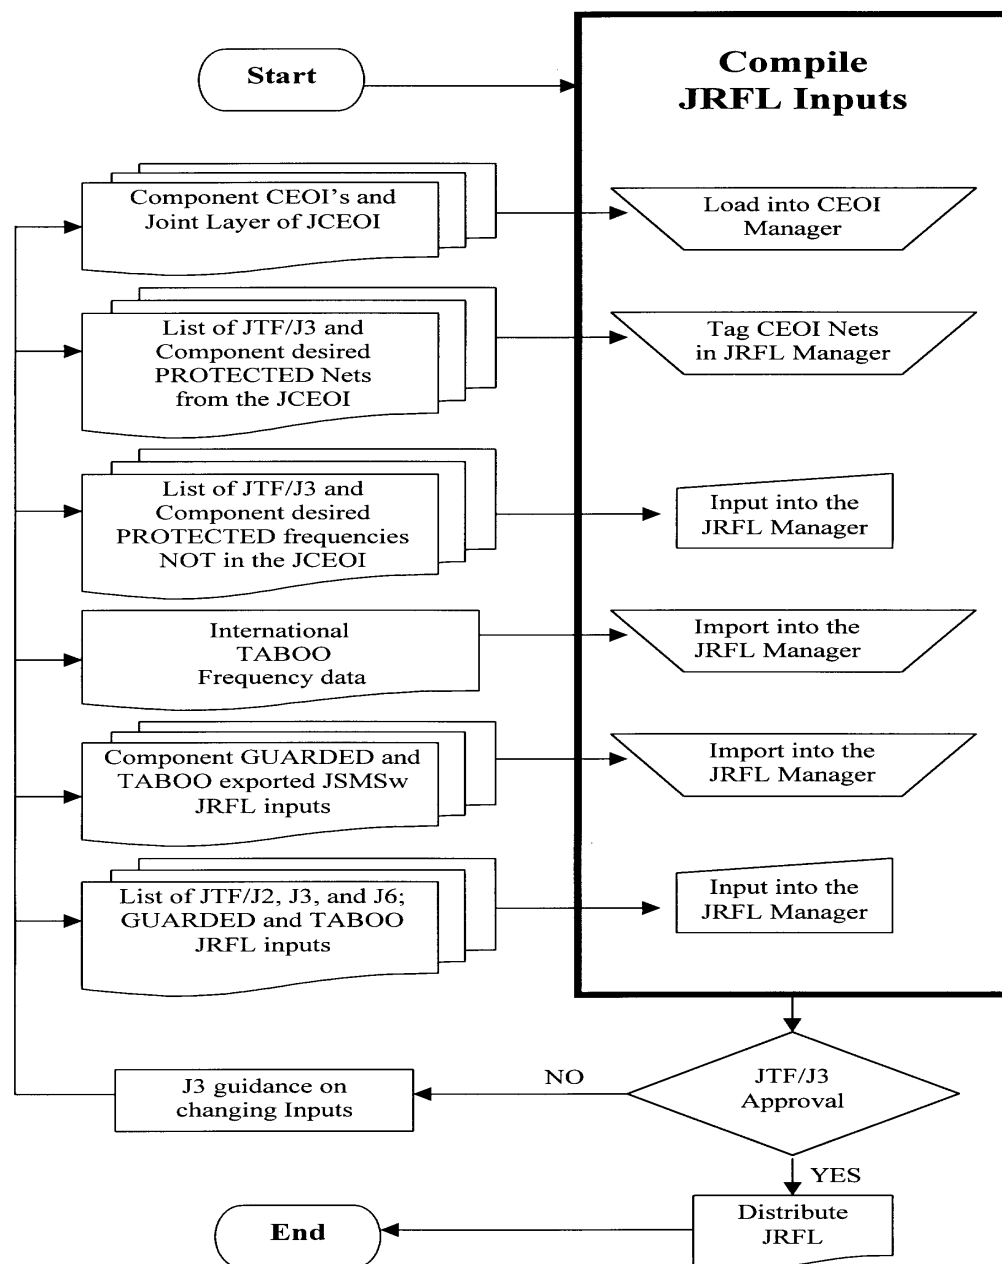 Start
Compile
JRFL Inputs
Component CEOI's and
Joint Layer of JCEOI
Load into CEOI
Manager
List of JTF/J3 and
Component desired
PROTECTED Nets
from the JCEOI
Tag CEOI Nets
in JRFL Manager
List of JTF/J3 and
Component desired
PROTECTED frequencies
NOT in the JCEOI
Input into the
JRFL Manager
International
TABOO
Frequency data
Import into the
JRFL Manager
Component GUARDED and
TABOO exported JSMSw
JRFL inputs
Import into the
JRFL Manager
List of JTF/J2, J3, and J6;
GUARDED and TABOO
JRFL inputs
Input into the
JRFL Manager
J3 guidance on
changing Inputs
NO
JTF/J3
Approval
YES
Distribute
JRFL
End